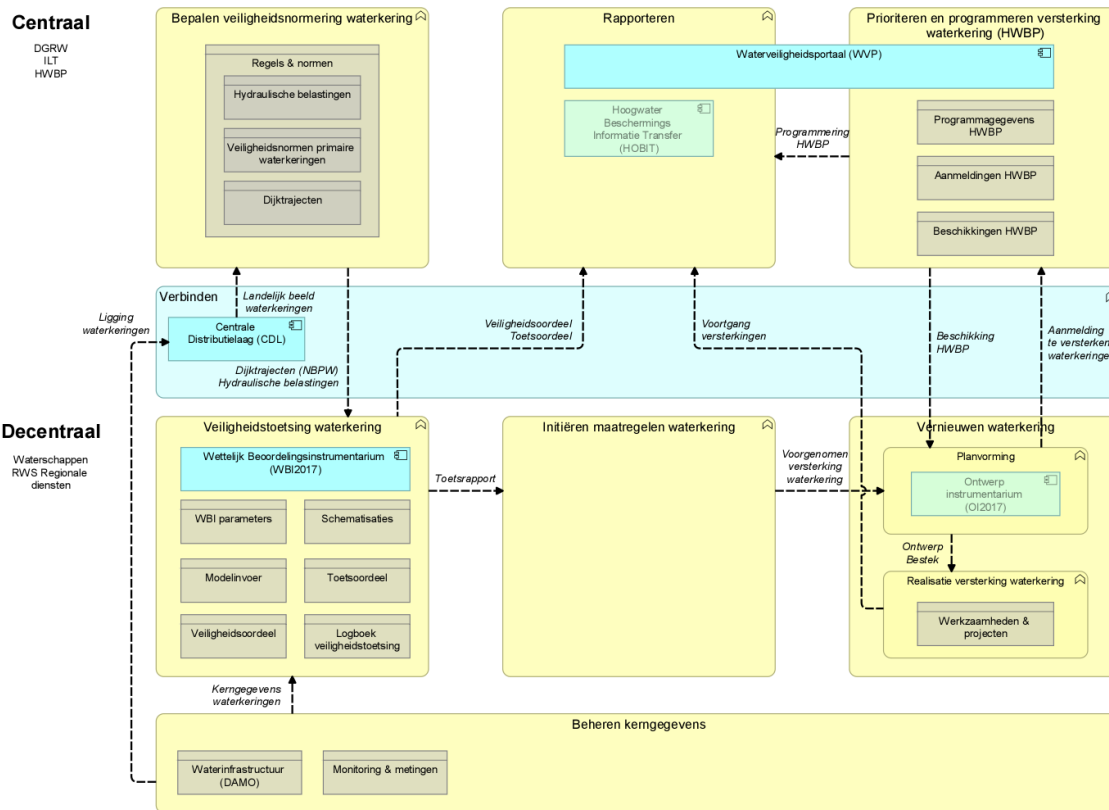 Centraal
DGRW
ILT
HWBP
Bepalen veiligheidsnormering waterkering
Regels & normen
Hydraulische belastingen
Veiligheidsnormen primaire
waterkeringen
Dijktrajecten
Rapporteren
Prioriteren en programmeren versterking
waterkering (HWBP)
Waterveiligheidsportaal (WVP)
Hoogwater
Beschermings
Informatie Transfer
(HOBIT)
Programmering
HWBP
Programmagegevens
HWBP
Aanmeldingen HWBP
Beschikkingen HWBP
Verbinden
Ligging
waterkeringen
Landelijk beeld
waterkeringen
Centrale
Distributielaag (CDL)
Dijktrajecten (NBPW)
Hydraulische belastingen
Veiligheidsoordeel
Toetsoordeel
Voortgang
versterkingen
Beschikking
HWBP
Aanmelding
te versterken
waterkeringe
Decentraal
Waterschappen
RWS Regionale
diensten
Veiligheidstoetsing waterkering
Wettelijk Beoordelingsinstrumentarium
(WBI2017)
WBI parameters
Schematisaties
Modelinvoer
Toetsoordeel
Veiligheidsoordeel
Logboek
veiligheidstoetsing
Toetsrapport
Initiëren maatregelen waterkering
Voorgenomen
versterking
waterkering
Vernieuwen waterkering
Planvorming
Ontwerp
instrumentarium
(OI2017)
Ontwerp
Bestek
Realisatie versterking waterkering
Werkzaamheden &
projecten
Kerngegevens
waterkeringen
Beheren kerngegevens
Waterinfrastructuur
(DAMO)
Monitoring & metingen